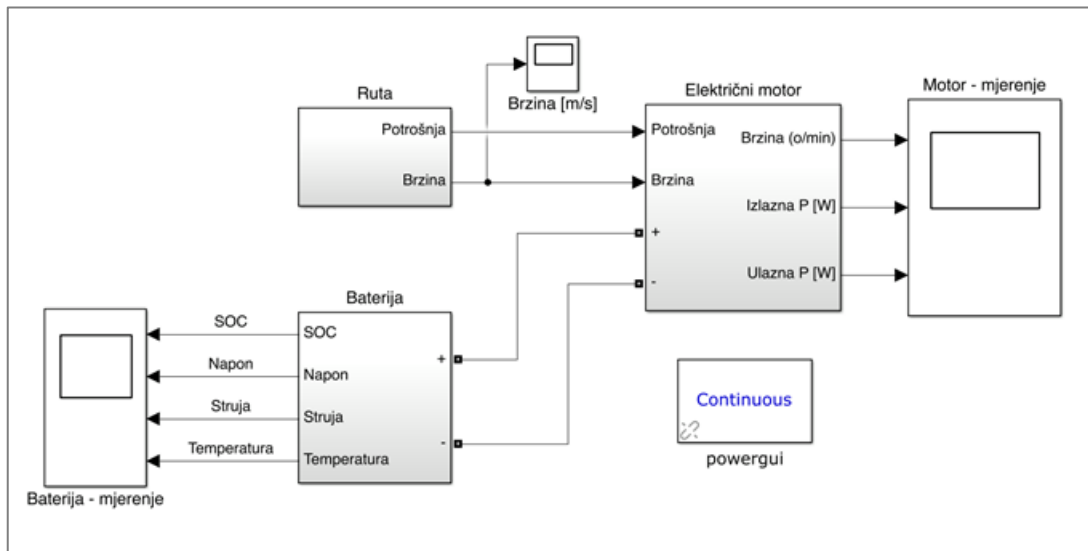 Ruta
Potrošnja
Brzina
Brzina [m/s]
Električni motor
Potrošnja
Brzina
+
-
Brzina (o/min)
Izlazna P [W]
Ulazna P [W]
Motor - mjerenje
Baterija
SOC
Napon
Struja
Temperatura
+
-
SOC
Napon
Struja
Temperatura
Baterija - mjerenje
Continuous
powergui